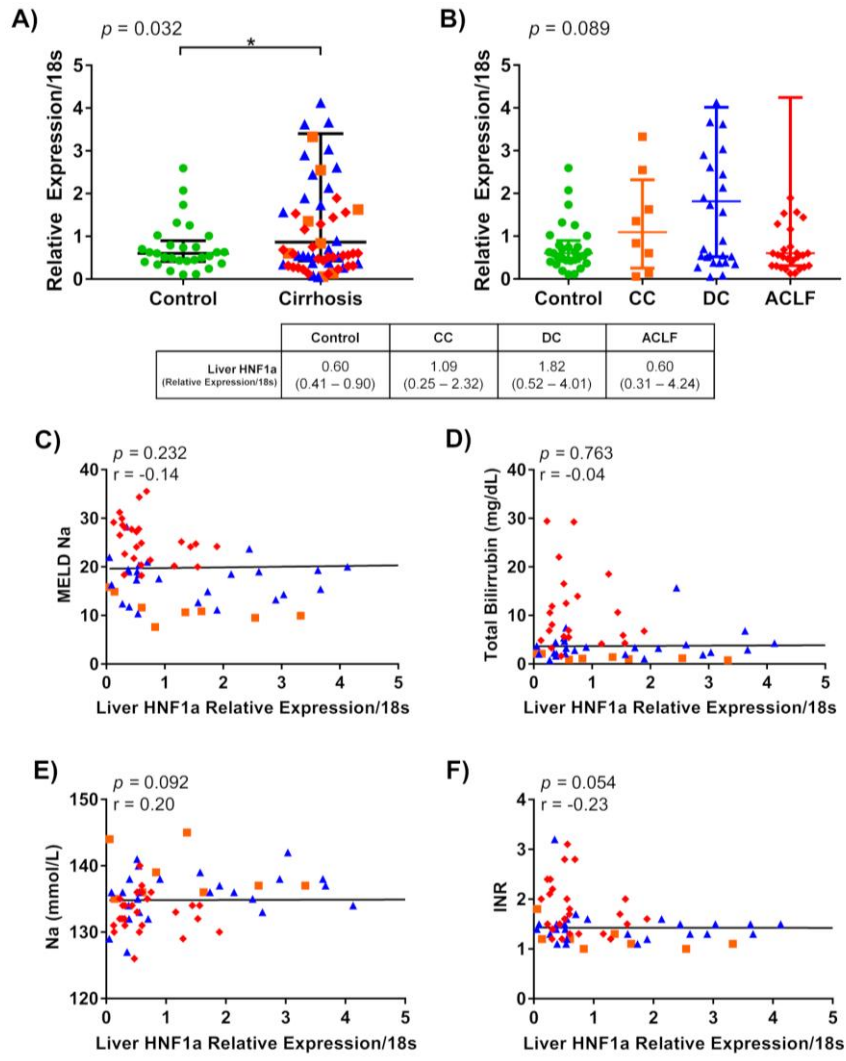 A)
p = 0.032
*
Relative Expression/18s
5
4
3
2
1
0
Control
Cirrhosis
B)
p = 0.089
Relative Expression/18s
5
4
3
2
1
0
Control
CC
DC
ACLF
Control CC DC ACLF
Liver HNF1a 0.60 1.09 1.82 0.60
(Relative Expression/18s) (0.41 – 0.90) (0.25 – 2.32) (0.52 – 4.01) (0.31 – 4.24)
C)
p = 0.232
r = -0.14
MELD Na
40
30
20
10
0
0 1 2 3 4 5
Liver HNF1a Relative Expression/18s
D)
p = 0.763
r = -0.04
Total Bilirrubin (mg/dL)
40
30
20
10
0
0 1 2 3 4 5
Liver HNF1a Relative Expression/18s
E)
p = 0.092
r = 0.20
Na (mmol/L)
150
140
130
120
0 1 2 3 4 5
Liver HNF1a Relative Expression/18s
F)
p = 0.054
r = -0.23
INR
4
3
2
1
0
0 1 2 3 4 5
Liver HNF1a Relative Expression/18s